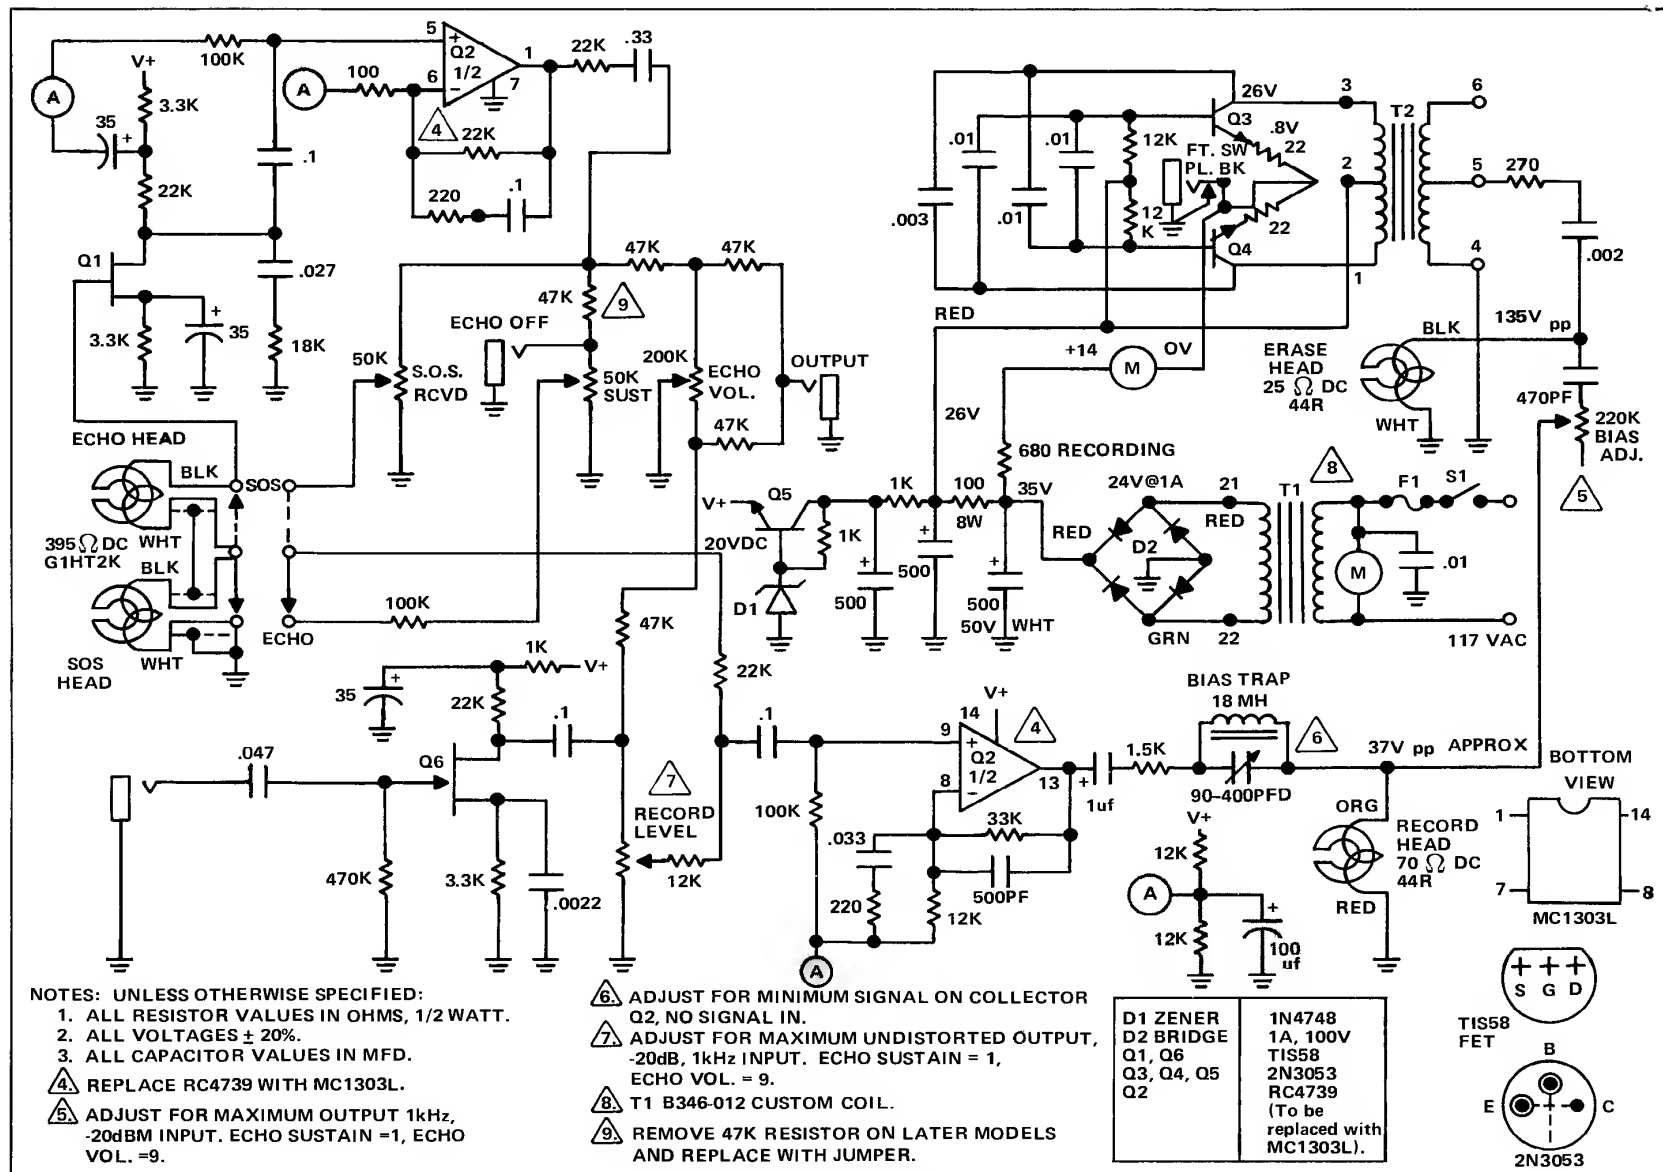 5
+
Q2
1/2
1
22K
.33
100K
V+
A
A
100
6
−
7
3.3K
4
22K
35
+
.1
22K
220
.1
Q1
.027
3.3K
+
35
18K
47K
47K
47K
9
ECHO OFF
50K
S.O.S.
RCVD
50K
SUST
200K
ECHO
VOL.
OUTPUT
47K
ECHO HEAD
BLK
SOS
395 Ω DC
G1HT2K
WHT
BLK
100K
ECHO
WHT
SOS
HEAD
26V
3
6
T2
Q3
.8V
22
.01
.01
12K
FT. SW
PL. BK
2
5
270
.003
.01
12
K
22
Q4
.002
4
1
RED
135V pp
BLK
+14
OV
M
ERASE
HEAD
25 Ω DC
44R
470PF
WHT
220K
BIAS
ADJ.
26V
680 RECORDING
5
V+
Q5
1K
100
8W
35V
24V@1A
21
T1
8
F1
S1
RED
RED
20VDC
1K
D2
+
500
+
500
+
500
50V
WHT
D1
M
.01
GRN
22
117 VAC
47K
1K
V+
22K
35
+
22K
.1
.1
.047
Q6
7
RECORD
LEVEL
470K
3.3K
.0022
12K
100K
V+
14
9
+
Q2
1/2
8
−
13
4
+
1uf
1.5K
BIAS TRAP
18 MH
6
90-400PFD
37V pp APPROX
33K
.033
500PF
220
12K
A
V+
12K
A
12K
+
100
uf
ORG
RECORD
HEAD
70 Ω DC
44R
RED
BOTTOM
VIEW
1
14
7
8
MC1303L
S G D
TIS58
FET
B
E
C
2N3053
NOTES: UNLESS OTHERWISE SPECIFIED:
1. ALL RESISTOR VALUES IN OHMS, 1/2 WATT.
2. ALL VOLTAGES ± 20%.
3. ALL CAPACITOR VALUES IN MFD.
4. REPLACE RC4739 WITH MC1303L.
5. ADJUST FOR MAXIMUM OUTPUT 1kHz,
-20dBM INPUT. ECHO SUSTAIN =1, ECHO
VOL. =9.
6. ADJUST FOR MINIMUM SIGNAL ON COLLECTOR
Q2, NO SIGNAL IN.
7. ADJUST FOR MAXIMUM UNDISTORTED OUTPUT,
-20dB, 1kHz INPUT. ECHO SUSTAIN = 1,
ECHO VOL. = 9.
8. T1 B346-012 CUSTOM COIL.
9. REMOVE 47K RESISTOR ON LATER MODELS
AND REPLACE WITH JUMPER.
D1 ZENER 1N4748
D2 BRIDGE 1A, 100V
Q1, Q6 TIS58
Q3, Q4, Q5 2N3053
Q2 RC4739
(To be
replaced with
MC1303L).